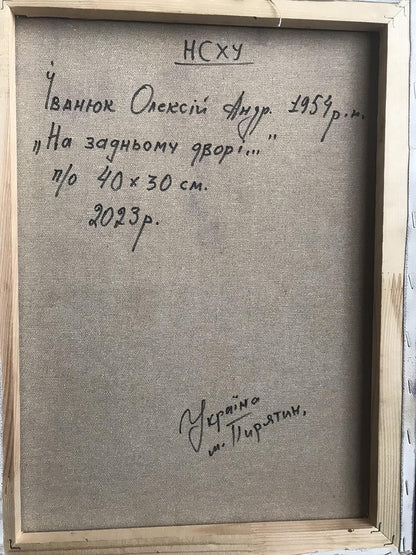 НСХУ
Іванюк Олексій Андр. 1954р.н.
„На задньому дворі..."
п/о 40 х 30 см.
2023р.
Україна
м. Пирятин.